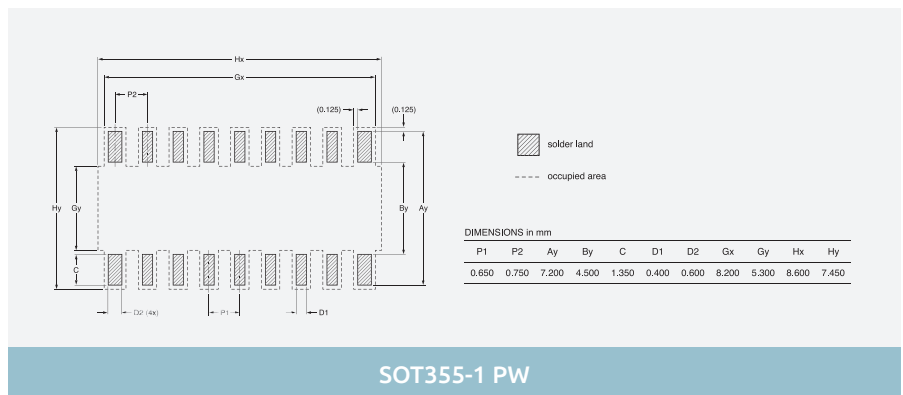 Hx
Gx
P2
(0.125)
(0.125)
solder land
occupied area
Hy
Gy
By
Ay
C
D2 (4x)
P1
D1
DIMENSIONS in mm
P1 P2 Ay By C D1 D2 Gx Gy Hx Hy
0.650 0.750 7.200 4.500 1.350 0.400 0.600 8.200 5.300 8.600 7.450
SOT355-1 PW